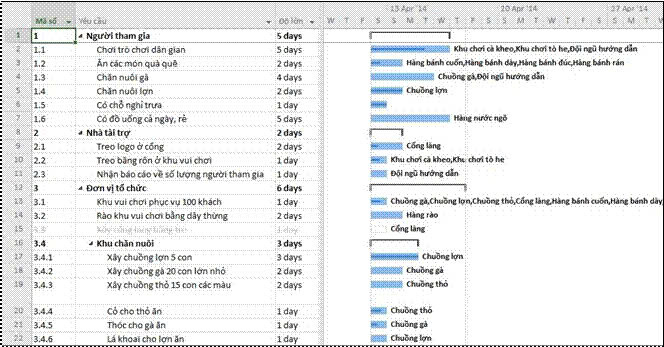 13 Apr '14 20 Apr '14 27 Apr '14
Mã số Yêu cầu Độ lớn W T F S S M T W T F S S M T W T F S S M T
1 1 Người tham gia 5 days
2 1.1 Chơi trò chơi dân gian 5 days Khu chơi cà kheo,Khu chơi tò he,Đội ngũ hướng dẫn
3 1.2 Ăn các món quà quê 2 days Hàng bánh cuốn,Hàng bánh dày,Hàng bánh đúc,Hàng bánh rán
4 1.3 Chăn nuôi gà 4 days Chuồng gà,Đội ngũ hướng dẫn
5 1.4 Chăn nuôi lợn 2 days Chuồng lợn
6 1.5 Có chỗ nghỉ trưa 1 day
7 1.6 Có đồ uống cả ngày, rẻ 5 days Hàng nước ngô
8 2 Nhà tài trợ 2 days
9 2.1 Treo logo ở cổng 2 days Cổng làng
10 2.2 Treo băng rôn ở khu vui chơi 1 day Khu chơi cà kheo,Khu chơi tò he
11 2.3 Nhận báo cáo về số lượng người tham gia 1 day Đội ngũ hướng dẫn
12 3 Đơn vị tổ chức 6 days
13 3.1 Khu vui chơi phục vụ 100 khách 1 day Chuồng gà,Chuồng lợn,Chuồng thỏ,Cổng làng,Hàng bánh cuốn,Hàng bánh dày,
14 3.2 Rào khu vui chơi bằng dây thừng 2 days Hàng rào
15 3.3 1 day Cổng làng
16 3.4 Khu chăn nuôi 3 days
17 3.4.1 Xây chuồng lợn 5 con 3 days Chuồng lợn
18 3.4.2 Xây chuồng gà 20 con lớn nhỏ 2 days Chuồng gà
19 3.4.3 Xây chuồng thỏ 15 con các màu 2 days Chuồng thỏ
20 3.4.4 Cỏ cho thỏ ăn 1 day Chuồng thỏ
21 3.4.5 Thóc cho gà ăn 1 day Chuồng gà
22 3.4.6 Lá khoai cho lợn ăn 1 day Chuồng lợn